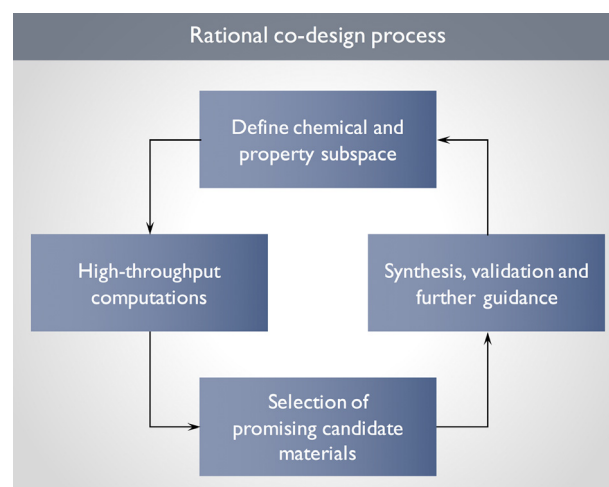 Rational co-design process
Define chemical and
property subspace
High-throughput
computations
Synthesis, validation and
further guidance
Selection of
promising candidate
materials